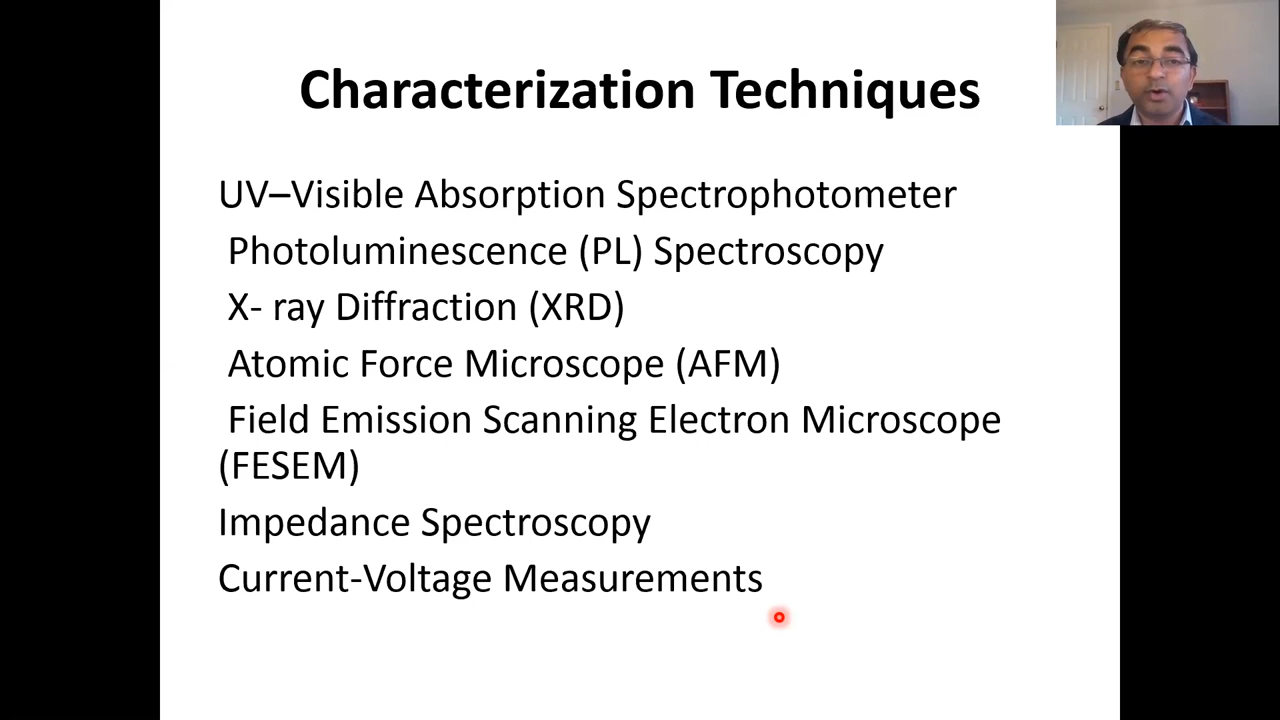 Characterization Techniques
UV–Visible Absorption Spectrophotometer
Photoluminescence (PL) Spectroscopy
X- ray Diffraction (XRD)
Atomic Force Microscope (AFM)
Field Emission Scanning Electron Microscope
(FESEM)
Impedance Spectroscopy
Current-Voltage Measurements